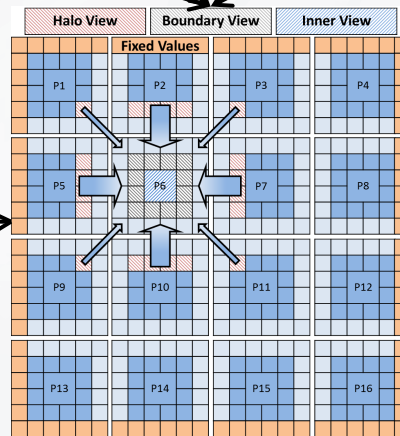 Halo View
Boundary View
Inner View
Fixed Values
P1
P2
P3
P4
P5
P6
P7
P8
P9
P10
P11
P12
P13
P14
P15
P16